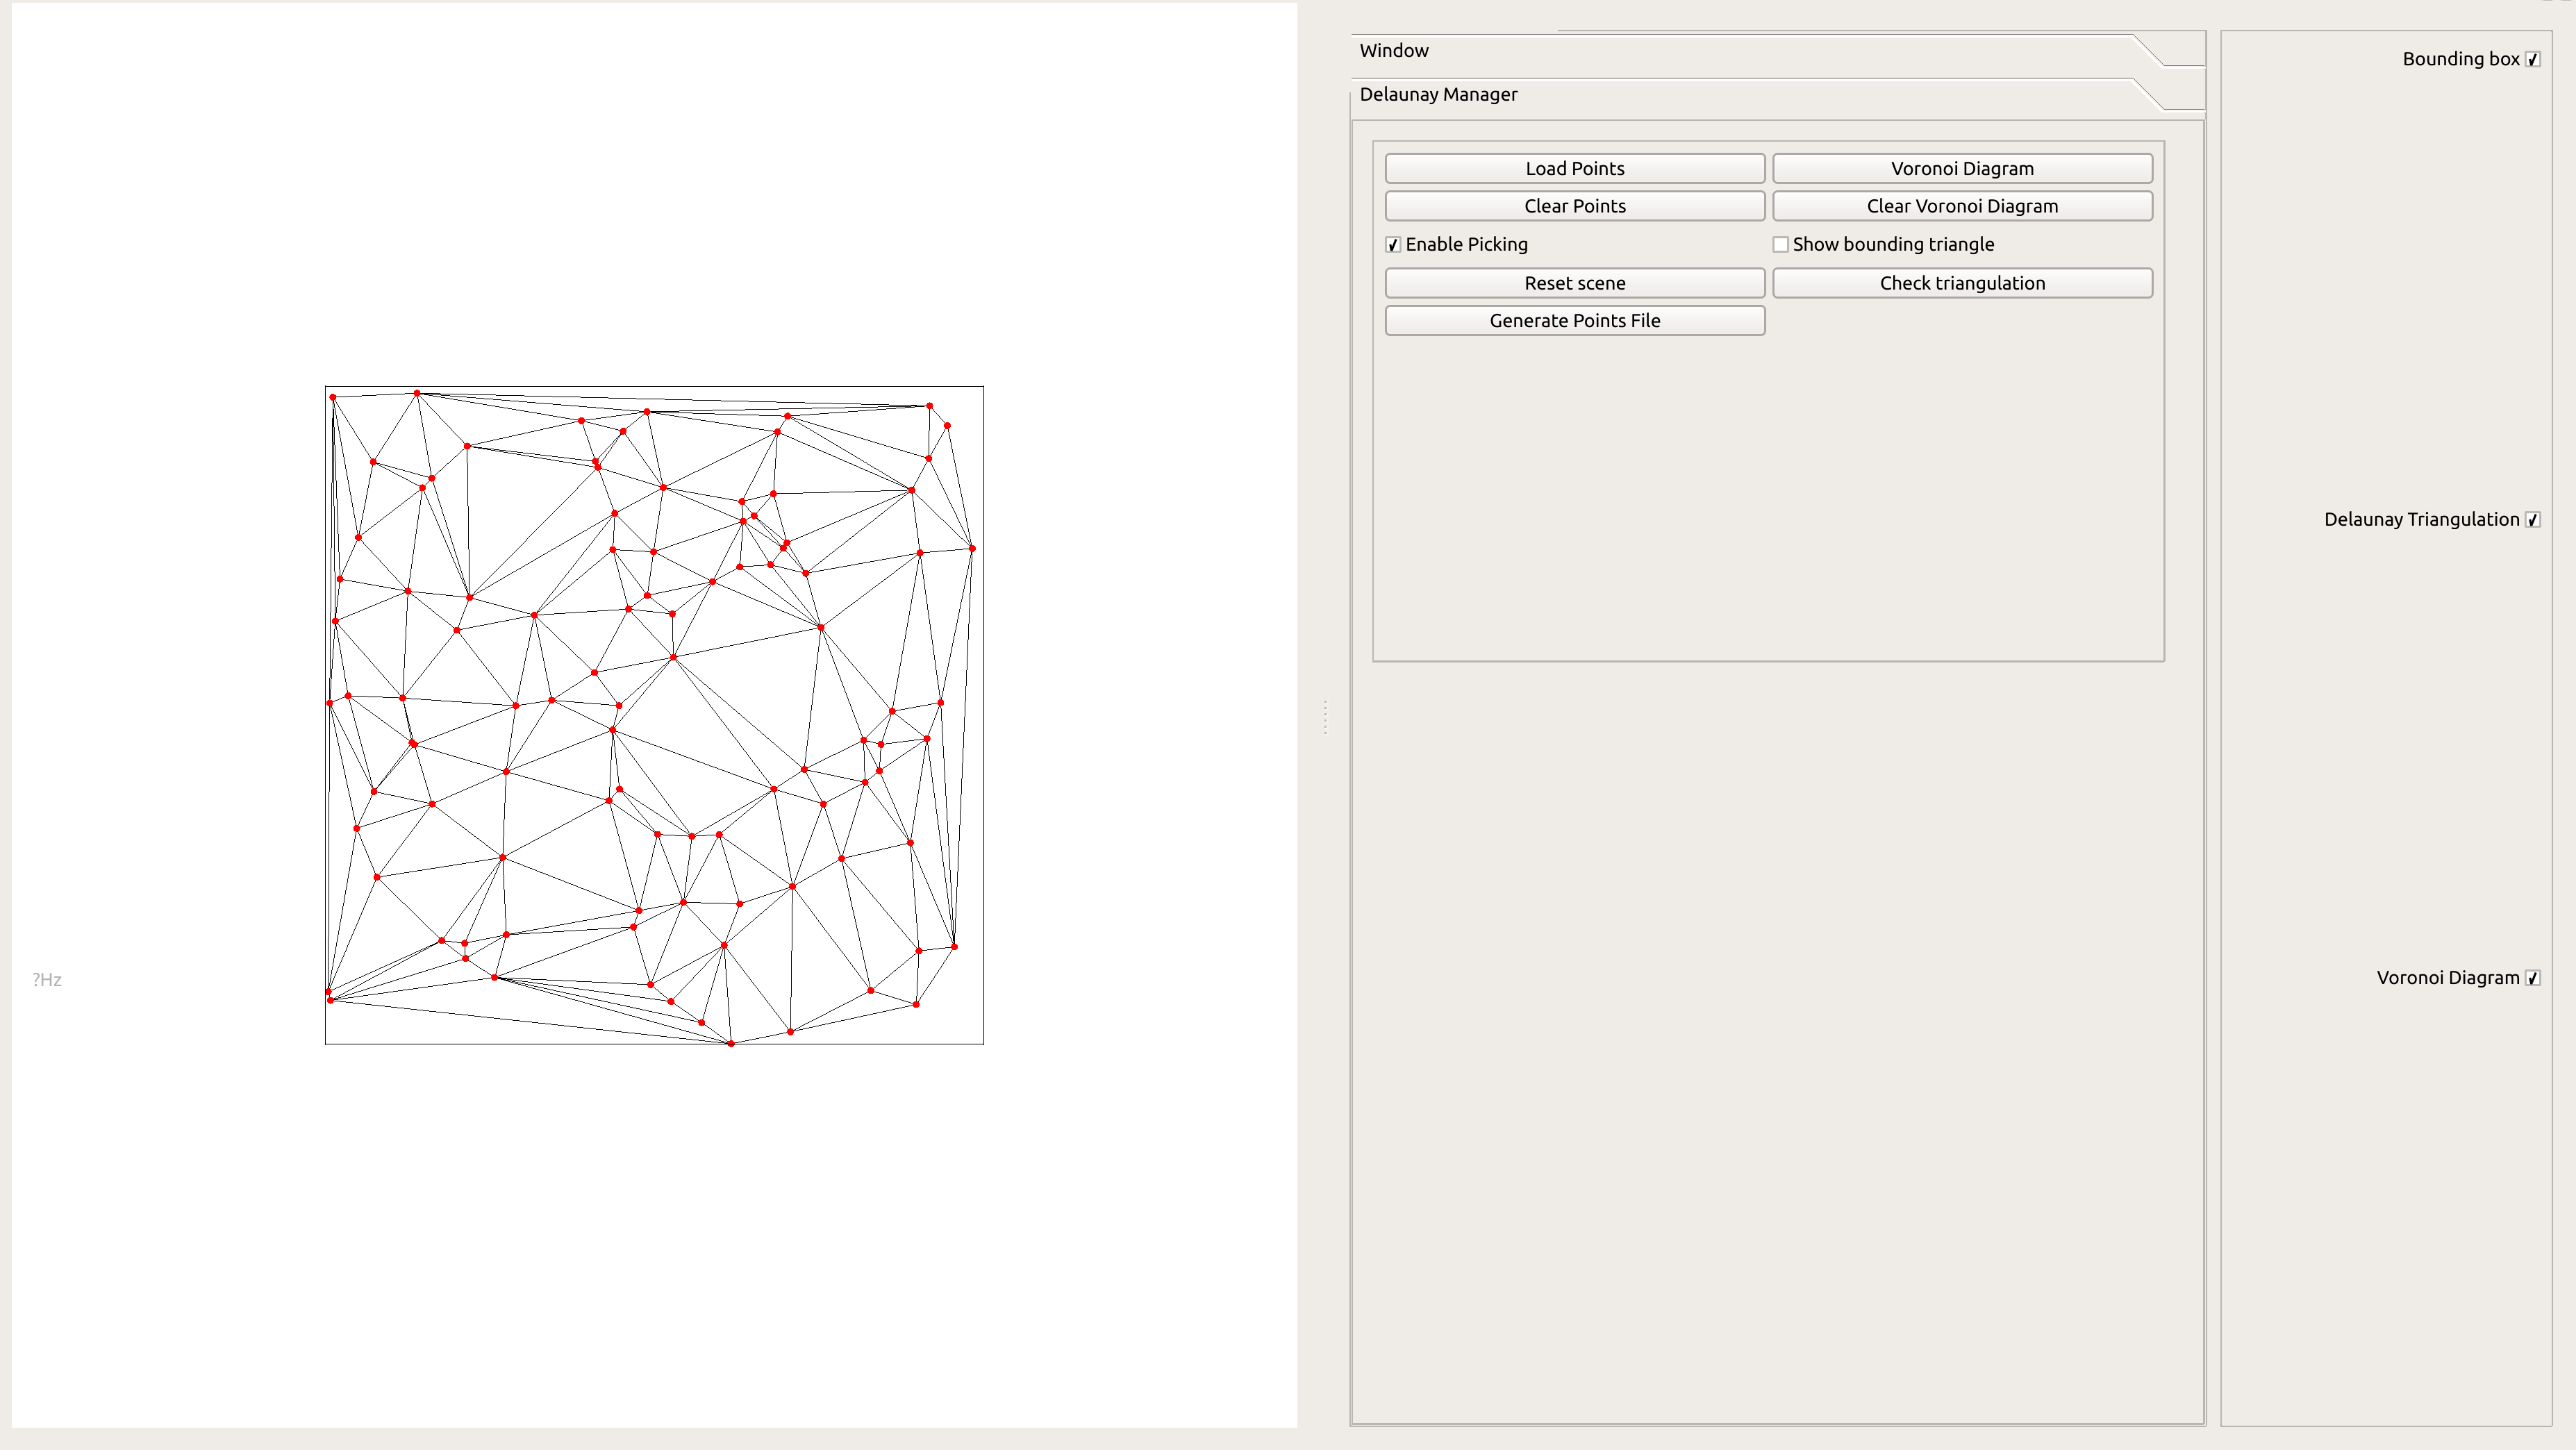 Window
Delaunay Manager
Load Points
Voronoi Diagram
Clear Points
Clear Voronoi Diagram
Enable Picking
Show bounding triangle
Reset scene
Check triangulation
Generate Points File
Bounding box
Delaunay Triangulation
Voronoi Diagram
?Hz